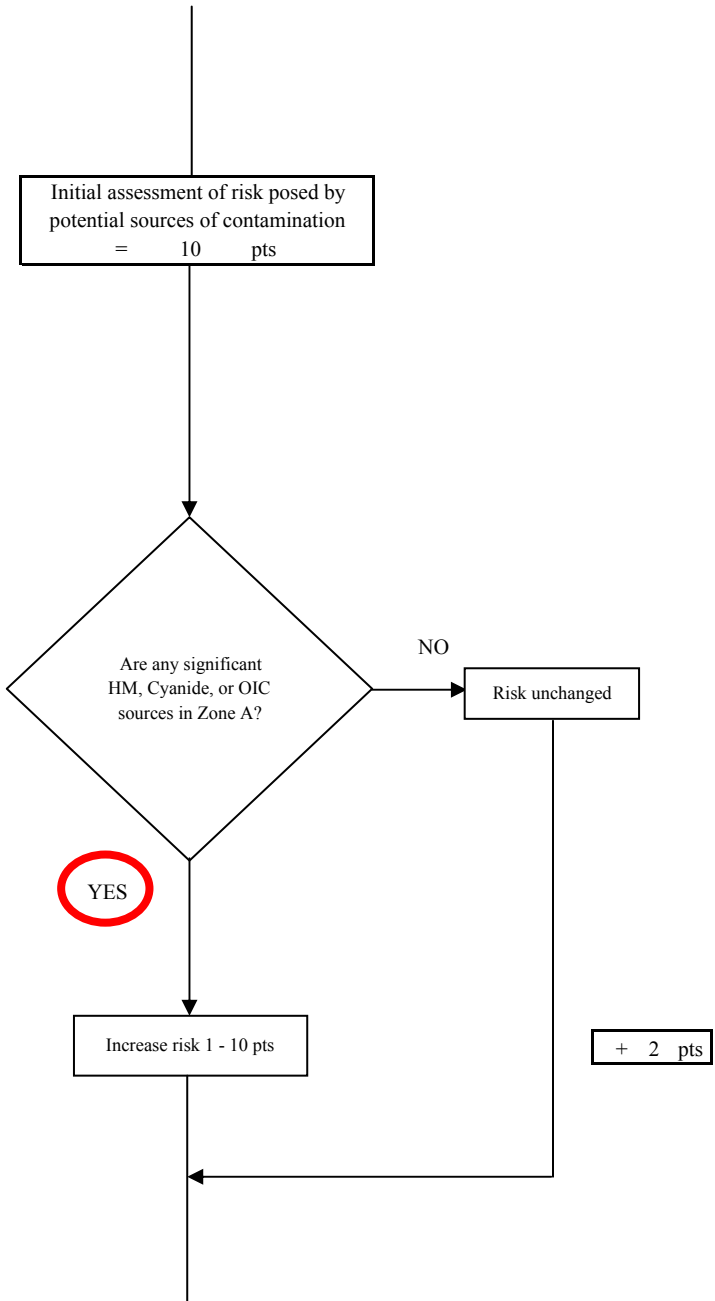 Initial assessment of risk posed by
potential sources of contamination
= 10 pts
Are any significant
HM, Cyanide, or OIC
sources in Zone A?
NO
Risk unchanged
YES
Increase risk 1 - 10 pts
+ 2 pts